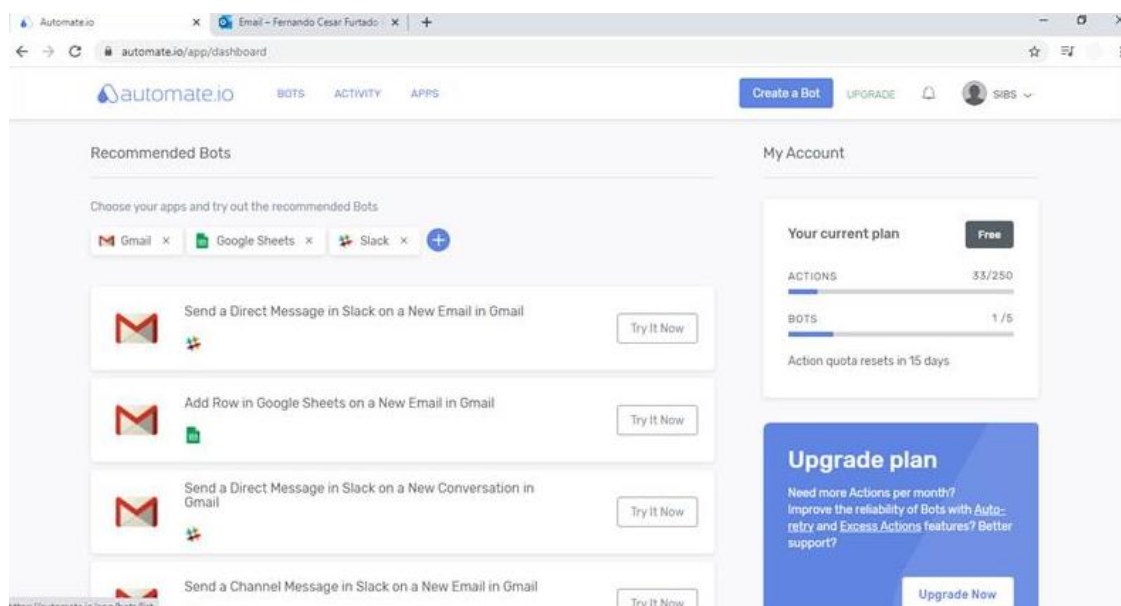 Automate.io
Email – Fernando Cesar Furtado
automate.io/app/dashboard
automate.io
BOTS
ACTIVITY
APPS
Create a Bot
UPGRADE
SIBS
Recommended Bots
Choose your apps and try out the recommended Bots
Gmail
Google Sheets
Slack
Send a Direct Message in Slack on a New Email in Gmail
Try It Now
Add Row in Google Sheets on a New Email in Gmail
Try It Now
Send a Direct Message in Slack on a New Conversation in
Gmail
Try It Now
Send a Channel Message in Slack on a New Email in Gmail
Try It Now
My Account
Your current plan
Free
ACTIONS 33/250
BOTS 1 /5
Action quota resets in 15 days
Upgrade plan
Need more Actions per month?
Improve the reliability of Bots with Auto-
retry and Excess Actions features? Better
support?
Upgrade Now